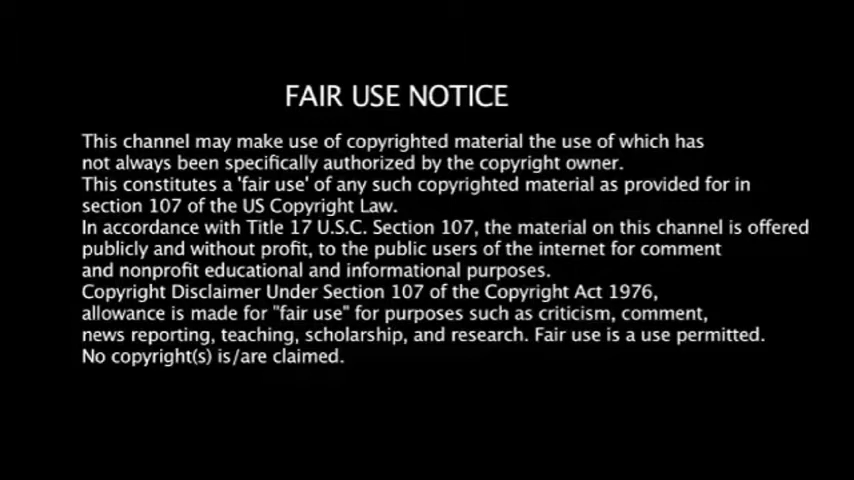 FAIR USE NOTICE
This channel may make use of copyrighted material the use of which has
not always been specifically authorized by the copyright owner.
This constitutes a 'fair use' of any such copyrighted material as provided for in
section 107 of the US Copyright Law.
In accordance with Title 17 U.S.C. Section 107, the material on this channel is offered
publicly and without profit, to the public users of the internet for comment
and nonprofit educational and informational purposes.
Copyright Disclaimer Under Section 107 of the Copyright Act 1976,
allowance is made for "fair use" for purposes such as criticism, comment,
news reporting, teaching, scholarship, and research. Fair use is a use permitted.
No copyright(s) is/are claimed.